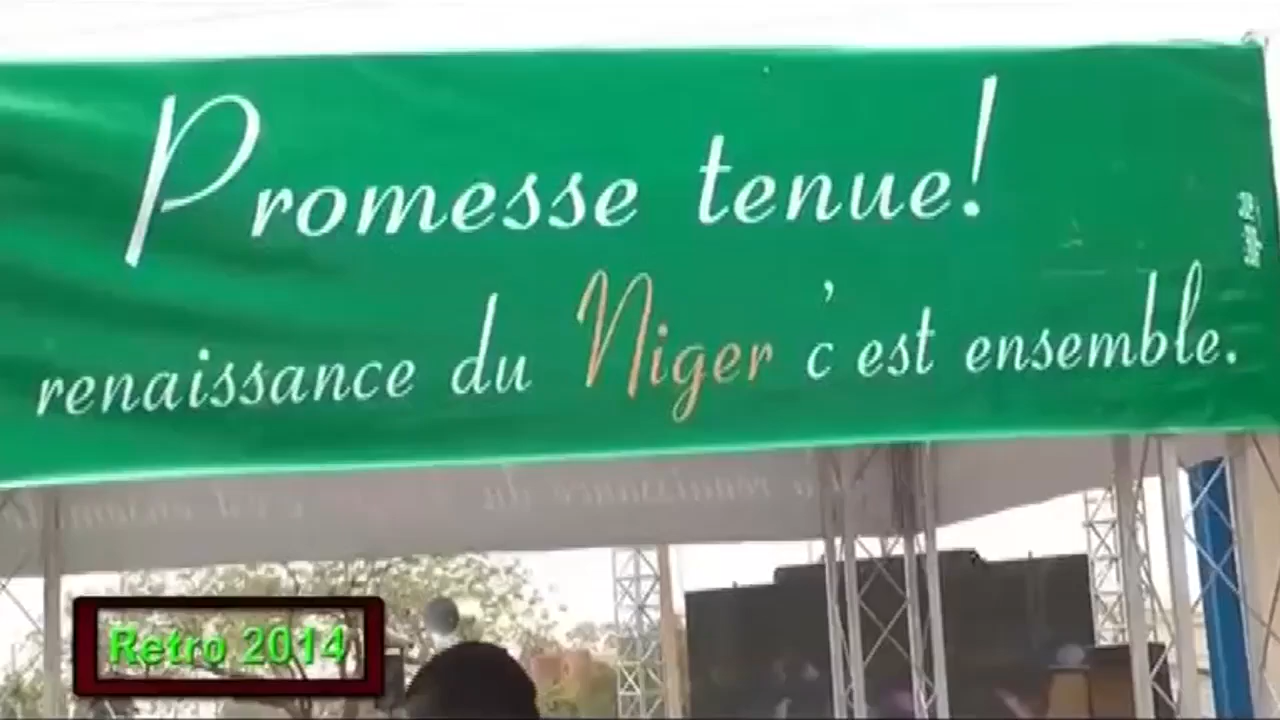 Promesse tenue!
renaissance du Niger c'est ensemble.
Retro 2014